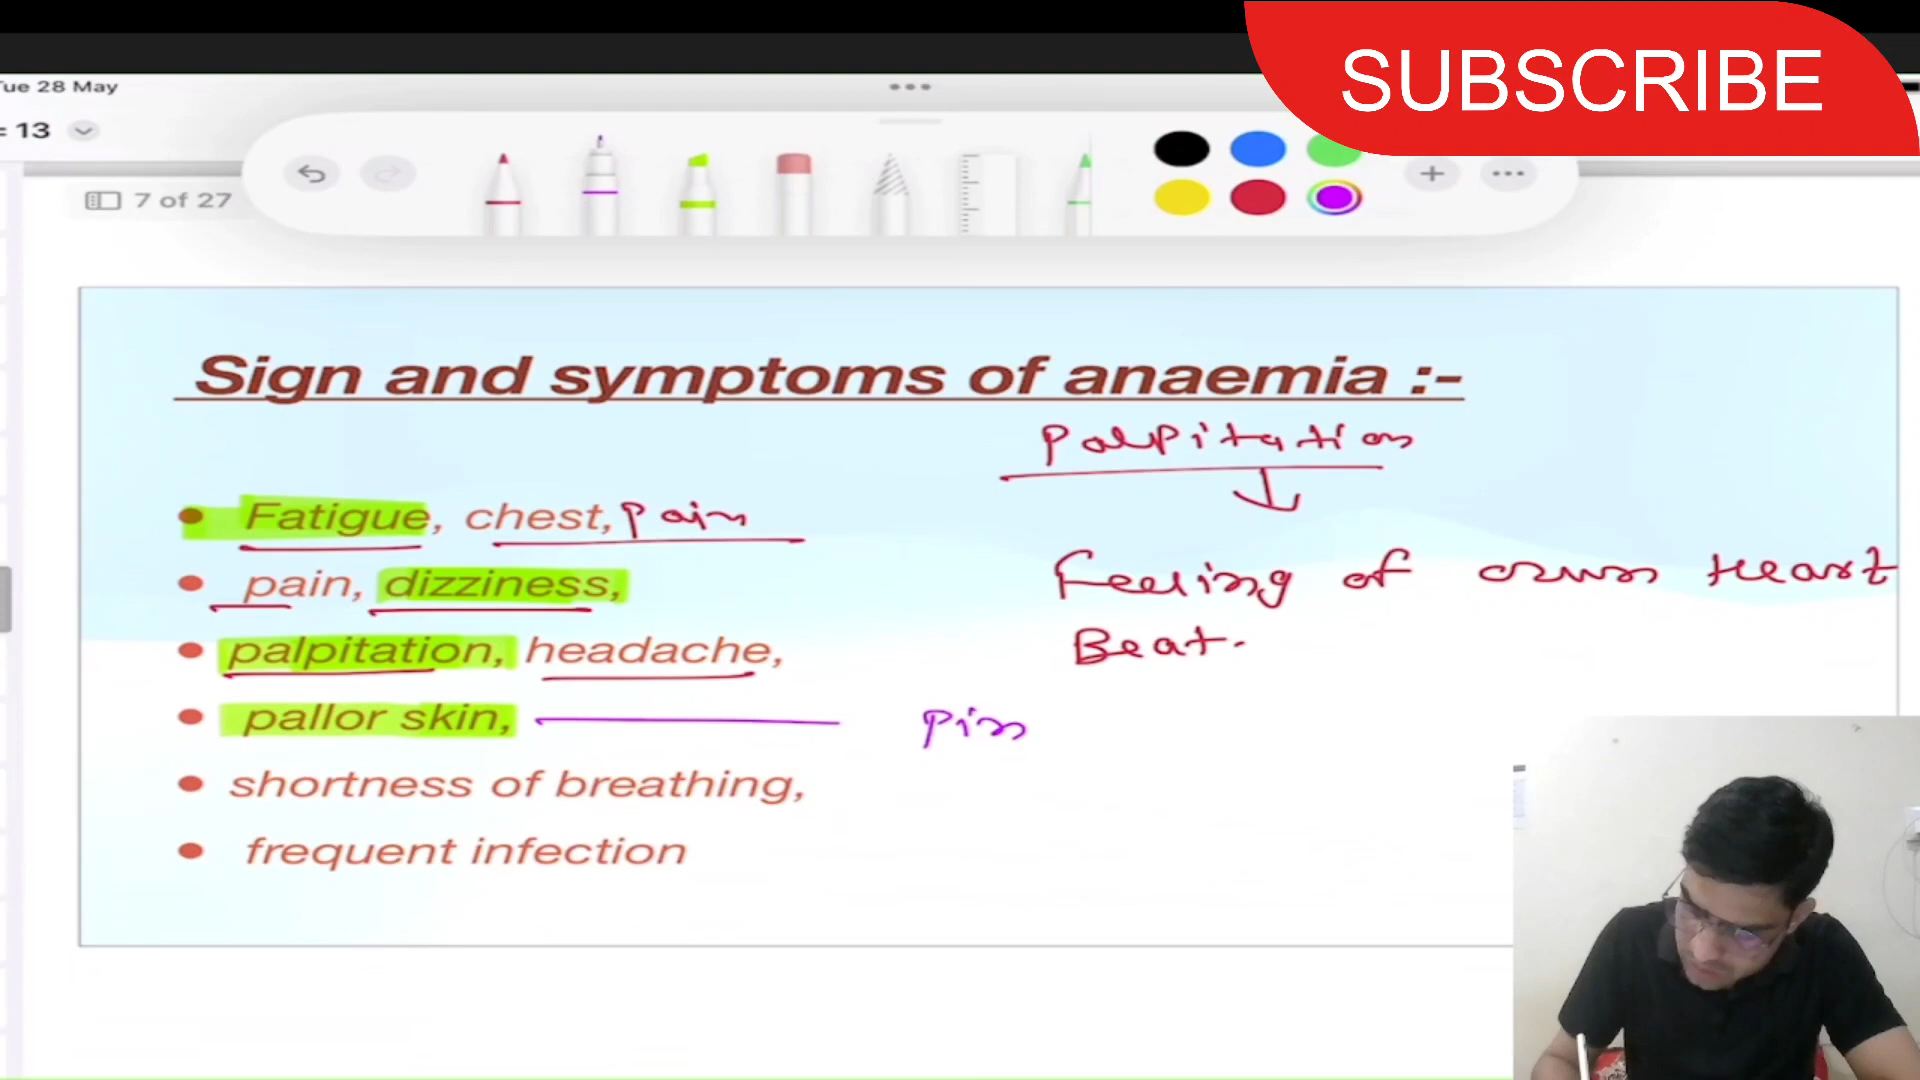 SUBSCRIBE
Tue 28 May
= 13
7 of 27
Sign and symptoms of anaemia :-
Palpitation
• Fatigue, chest, Pain
• pain, dizziness,
Feeling of own Heart
Beat.
• palpitation, headache,
• pallor skin,
• shortness of breathing,
• frequent infection